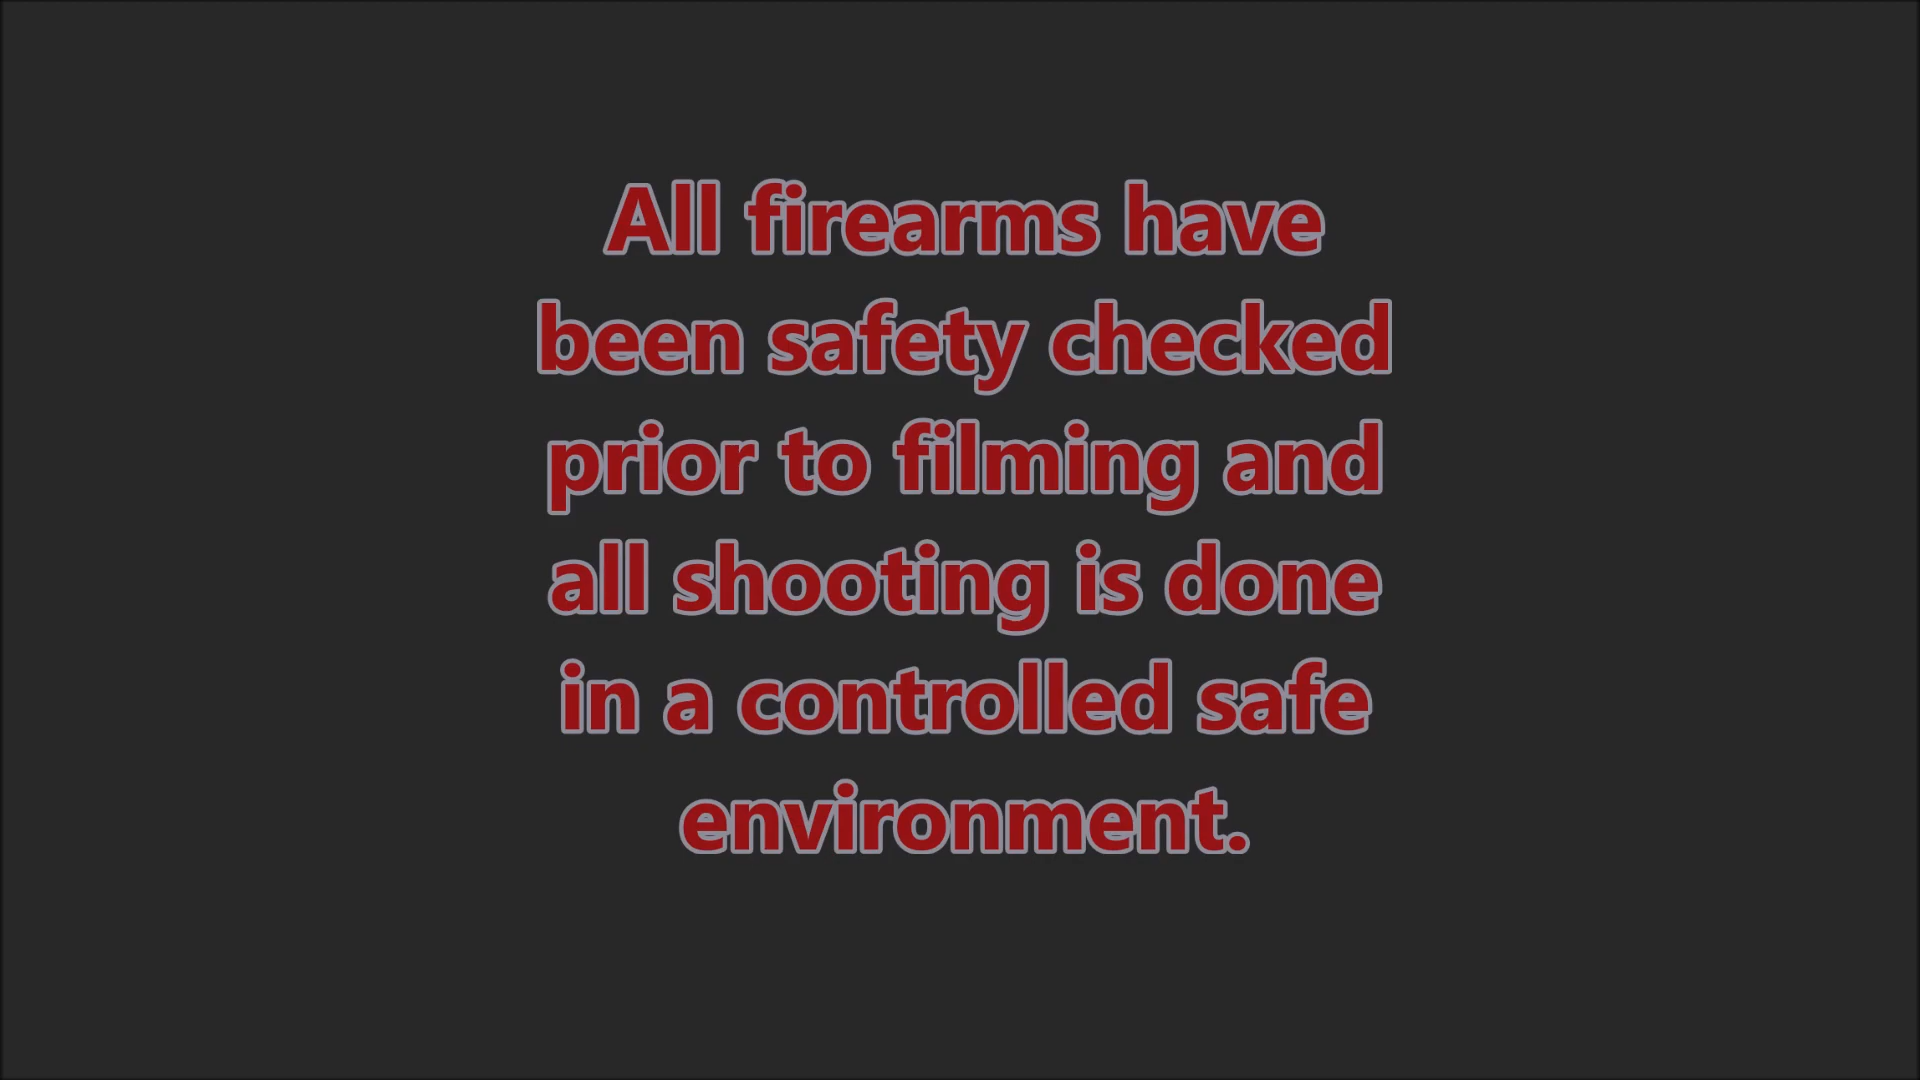 All firearms have
been safety checked
prior to filming and
all shooting is done
in a controlled safe
environment.